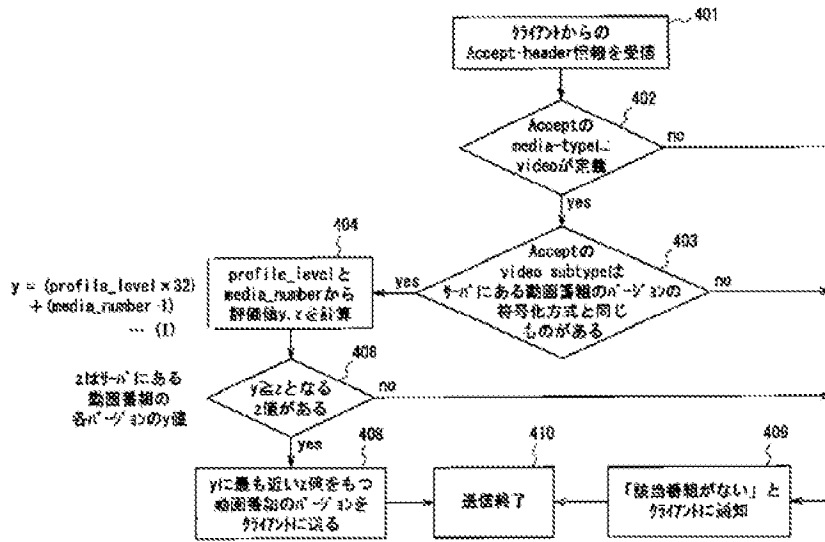 401
クライアントからの
Accept-header情報を受信
402
Acceptの
media-typeに
videoが定義
no
yes
403
Acceptの
video subtypeは
サーバにある動画番組のバージョンの
符号化方式と同じ
ものがある
no
yes
404
profile_levelと
media_numberから
評価値y,zを計算
y = (profile_level × 32)
+ (media_number - 1)
… (1)
y≧zとなる
z値がある
no
yes
zはサーバにある
動画番組の
各バージョンのy値
408
yに最も近いz値をもつ
動画番組のバージョンを
クライアントに送る
410
送信終了
「該当番組がない」と
クライアントに通知